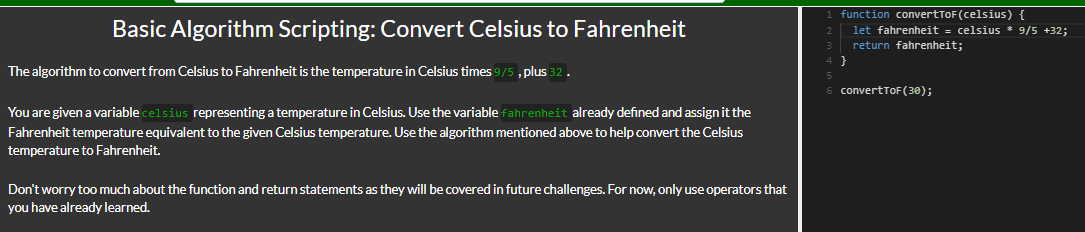 Basic Algorithm Scripting: Convert Celsius to Fahrenheit
The algorithm to convert from Celsius to Fahrenheit is the temperature in Celsius times 9/5 , plus 32 .
You are given a variable celsius representing a temperature in Celsius. Use the variable fahrenheit already defined and assign it the
Fahrenheit temperature equivalent to the given Celsius temperature. Use the algorithm mentioned above to help convert the Celsius
temperature to Fahrenheit.
Don't worry too much about the function and return statements as they will be covered in future challenges. For now, only use operators that
you have already learned.
1 function convertToF(celsius) {
2 let fahrenheit = celsius * 9/5 +32;
3 return fahrenheit;
4 }
5
6 convertToF(30);